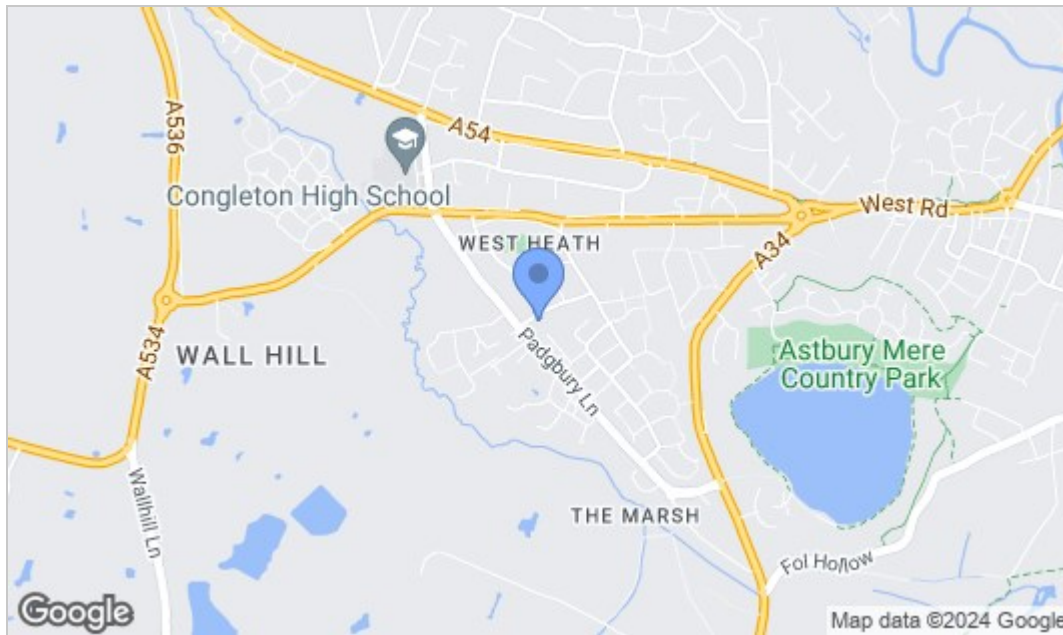 A536
A54
Congleton High School
West Rd
WEST HEATH
A34
A534
WALL HILL
Padgbury Ln
Astbury Mere
Country Park
Wallhill Ln
THE MARSH
Fol Hollow
Google
Map data ©2024 Google